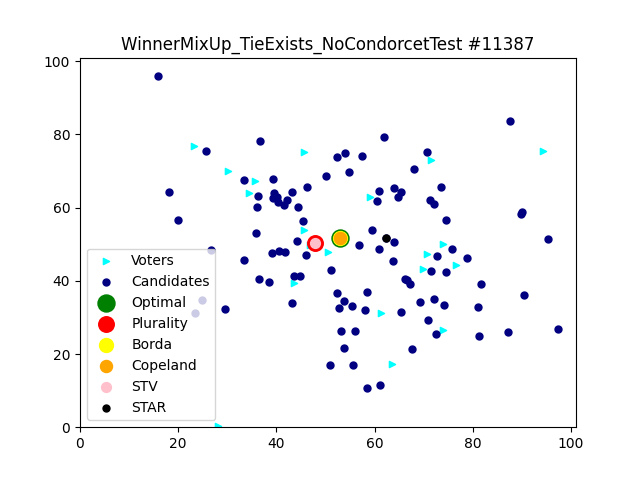 WinnerMixUp_TieExists_NoCondorcetTest #11387
100
80
60
40
20
0
0
20
40
60
80
100
Voters
Candidates
Optimal
Plurality
Borda
Copeland
STV
STAR